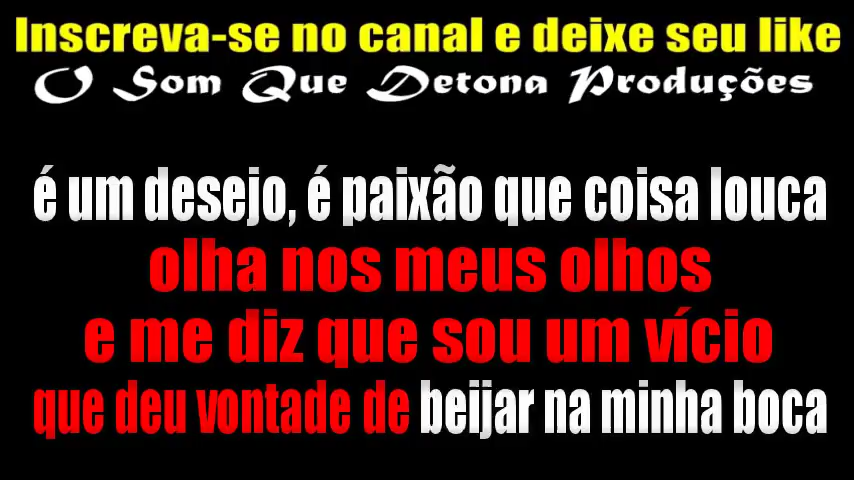 Inscreva-se no canal e deixe seu like
O Som Que Detona Produções
é um desejo, é paixão que coisa louca
olha nos meus olhos
e me diz que sou um vício
que deu vontade de beijar na minha boca